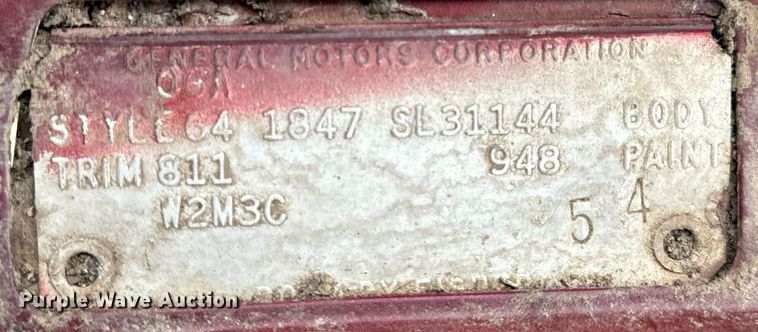 GENERAL MOTORS CORPORATION
06A
STYLE 64 1847 SL31144 BODY
TRIM 811 948 PAINT
W2M3C
5 4
Purple Wave Auction